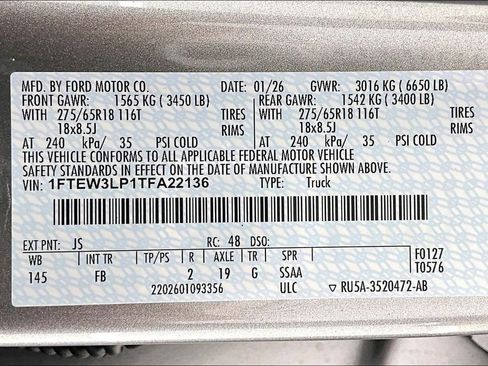 MFD. BY FORD MOTOR CO. DATE: 01/26 GVWR: 3016 KG (6650 LB)
FRONT GAWR: 1565 KG (3450 LB) REAR GAWR: 1542 KG (3400 LB)
WITH 275/65R18 116T TIRES WITH 275/65R18 116T TIRES
18x8.5J RIMS 18x8.5J RIMS
AT 240 kPa/ 35 PSI COLD AT 240 kPa/ 35 PSI COLD
THIS VEHICLE CONFORMS TO ALL APPLICABLE FEDERAL MOTOR VEHICLE
SAFETY STANDARDS IN EFFECT ON THE DATE OF MANUFACTURE SHOWN ABOVE.
VIN: 1FTEW3LP1TFA22136 TYPE: Truck
EXT PNT: JS RC: 48 DSO:
WB INT TR TP/PS R AXLE TR SPR F0127
145 FB 2 19 G SSAA T0576
2202601093356 ULC ▽ RU5A-3520472-AB